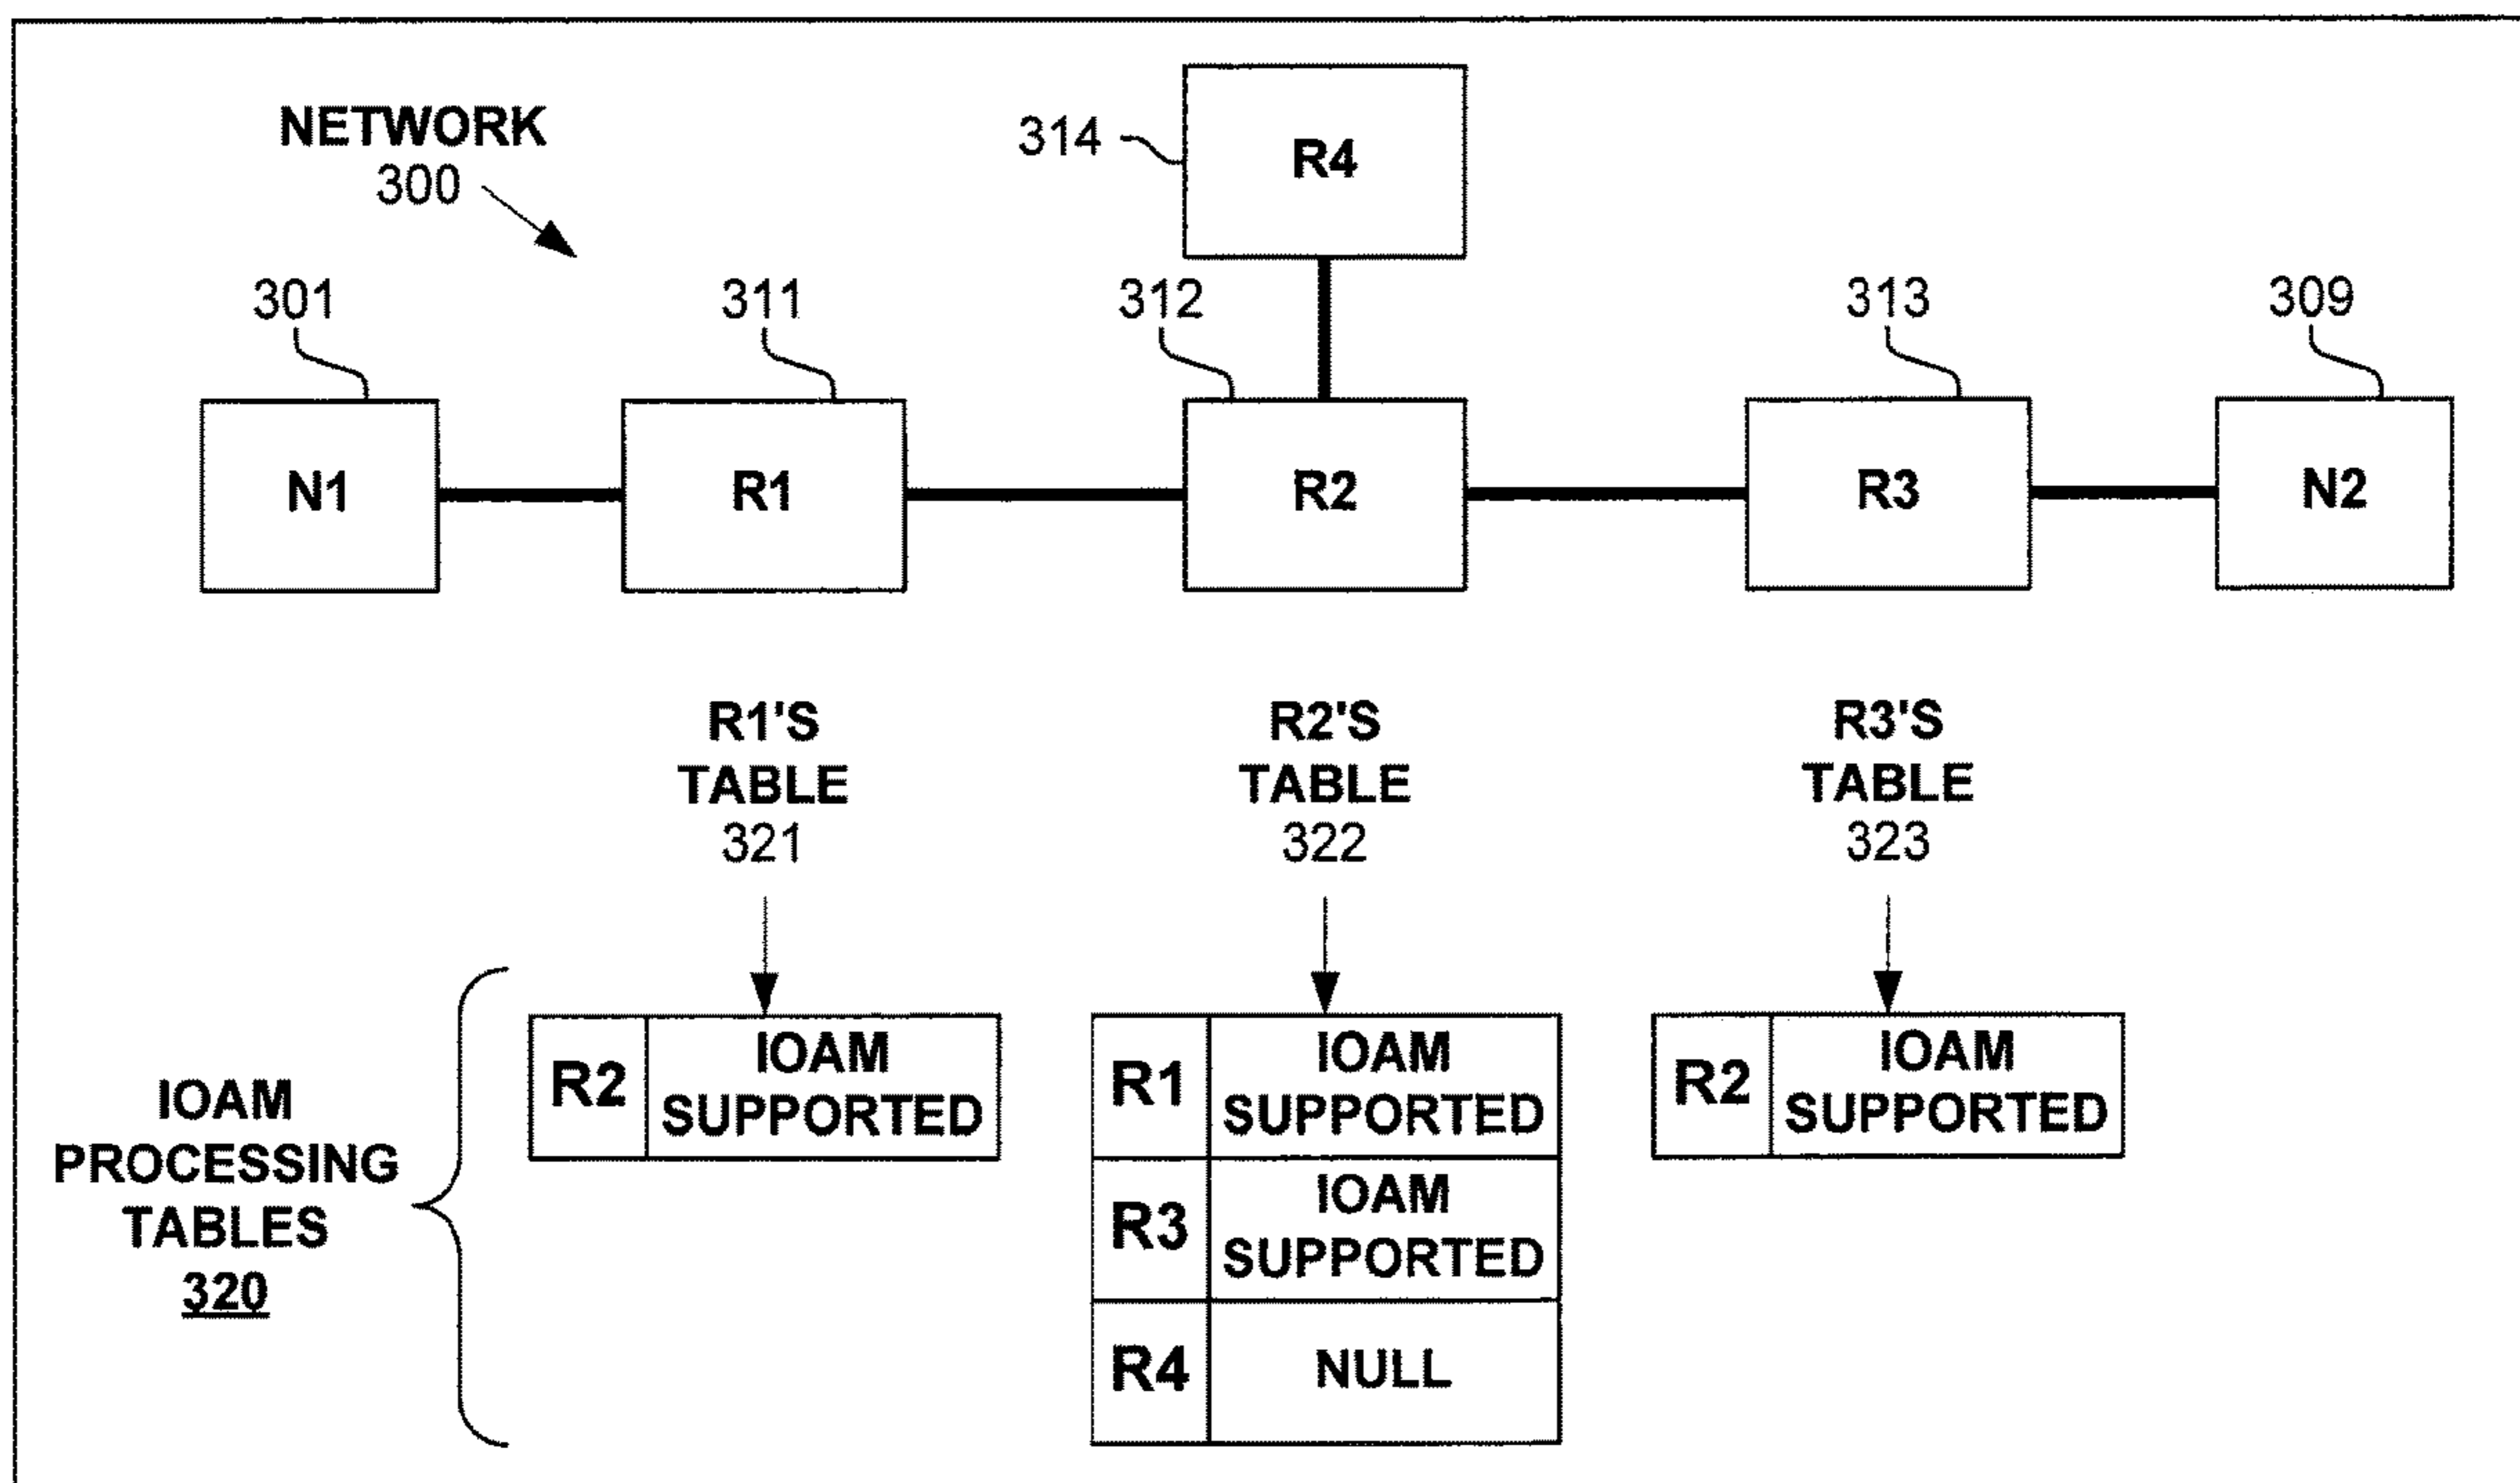 NETWORK
300
314
R4
301
311
312
313
309
N1
R1
R2
R3
N2
R1'S
TABLE
321
R2'S
TABLE
322
R3'S
TABLE
323
IOAM
PROCESSING
TABLES
320
R2
IOAM
SUPPORTED
R1
IOAM
SUPPORTED
R3
IOAM
SUPPORTED
R4
NULL
R2
IOAM
SUPPORTED